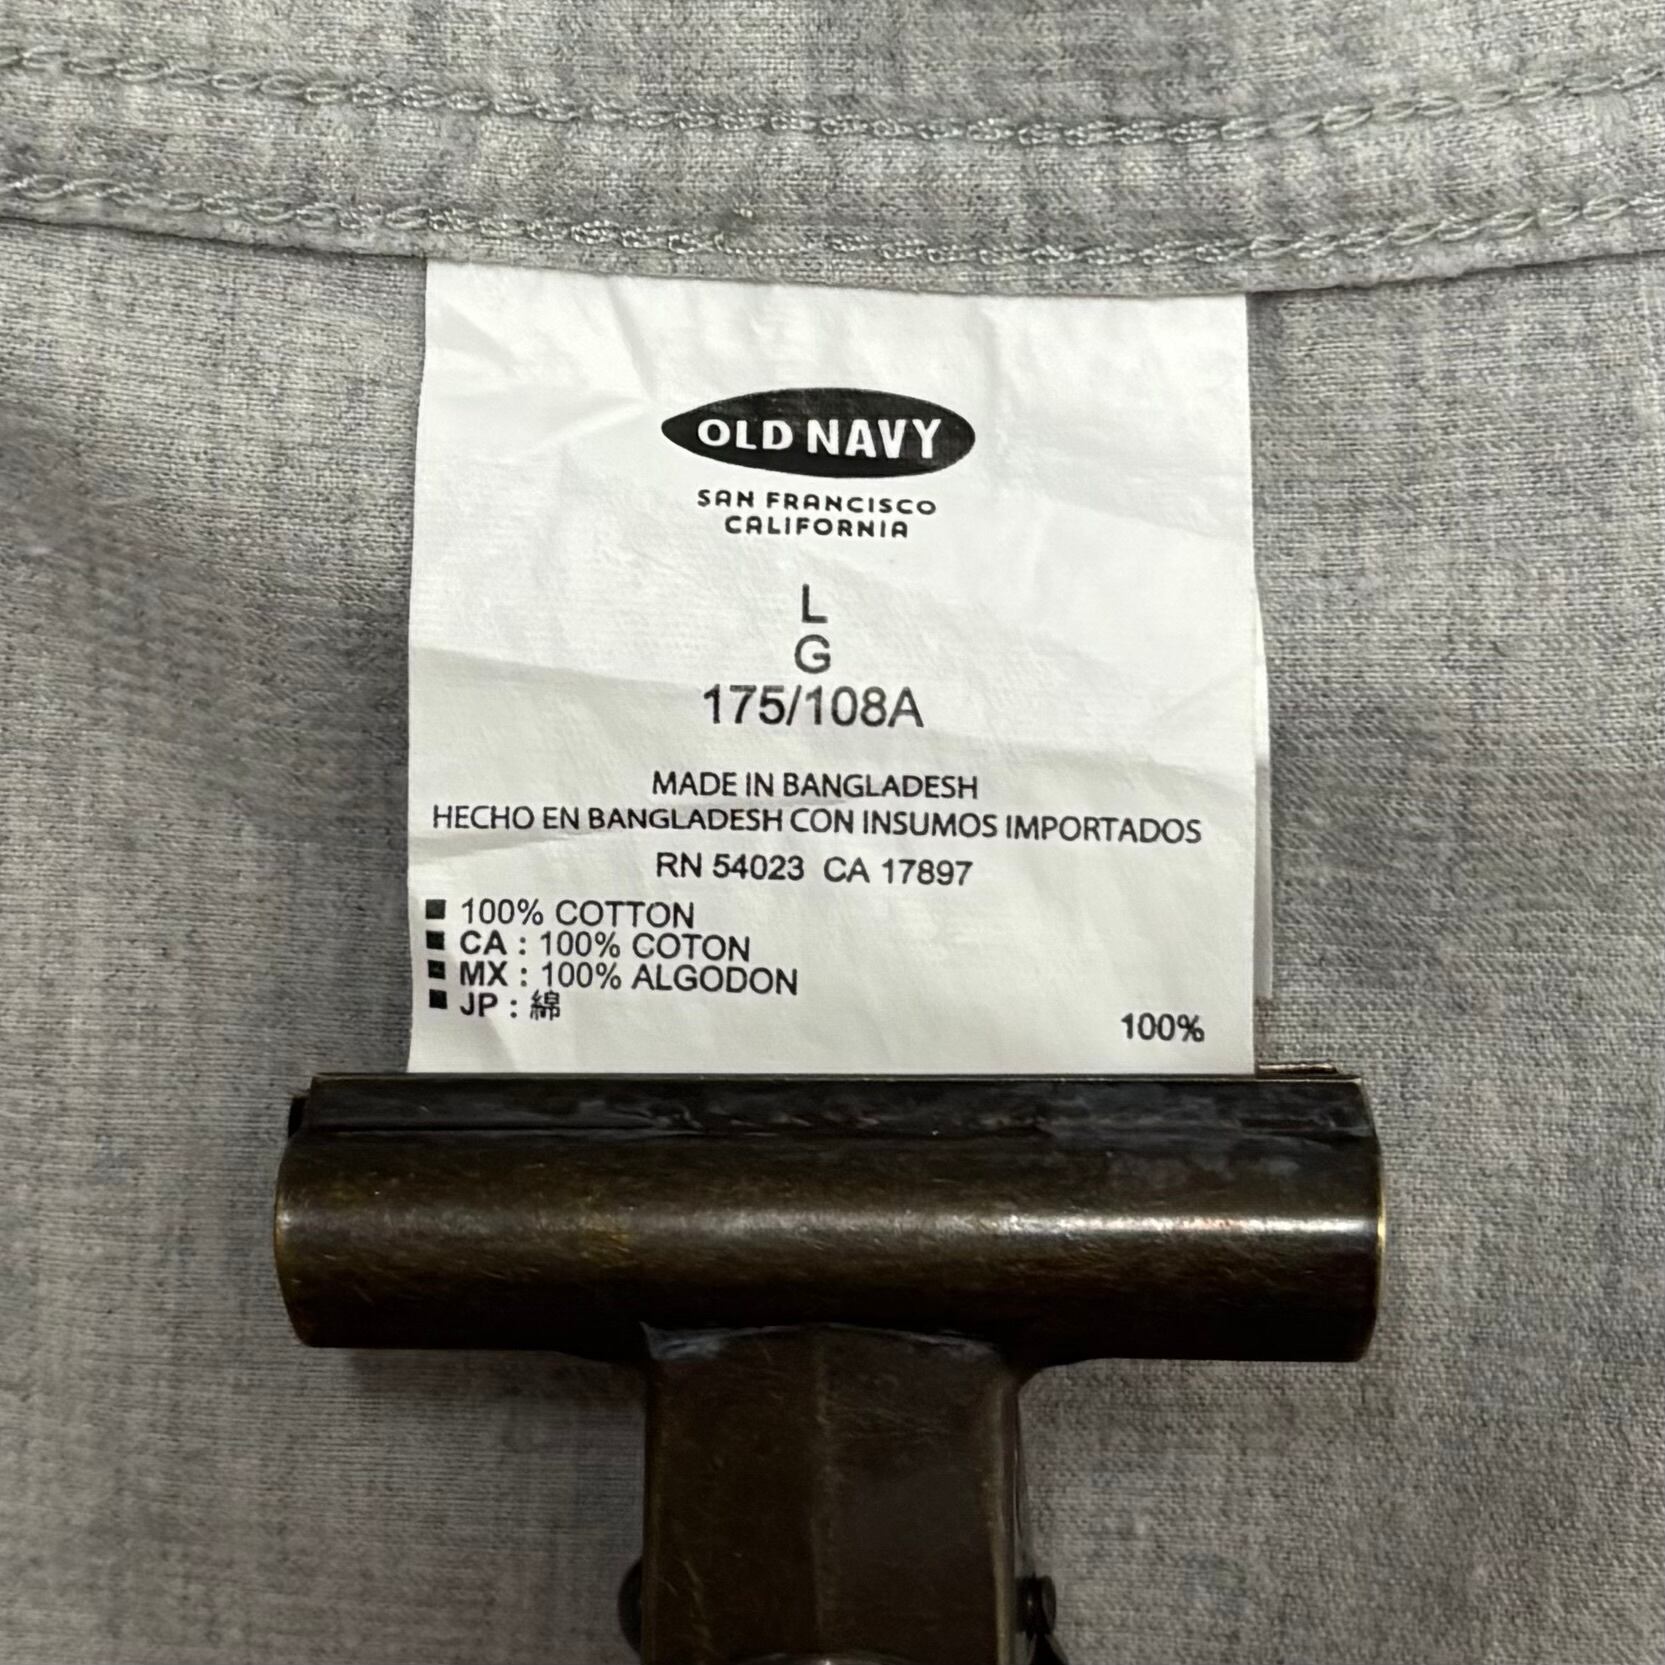 OLD NAVY
SAN FRANCISCO
CALIFORNIA
L
G
175/108A
MADE IN BANGLADESH
HECHO EN BANGLADESH CON INSUMOS IMPORTADOS
RN 54023 CA 17897
■ 100% COTTON
■ CA : 100% COTON
■ MX : 100% ALGODON
■ JP : 綿 100%